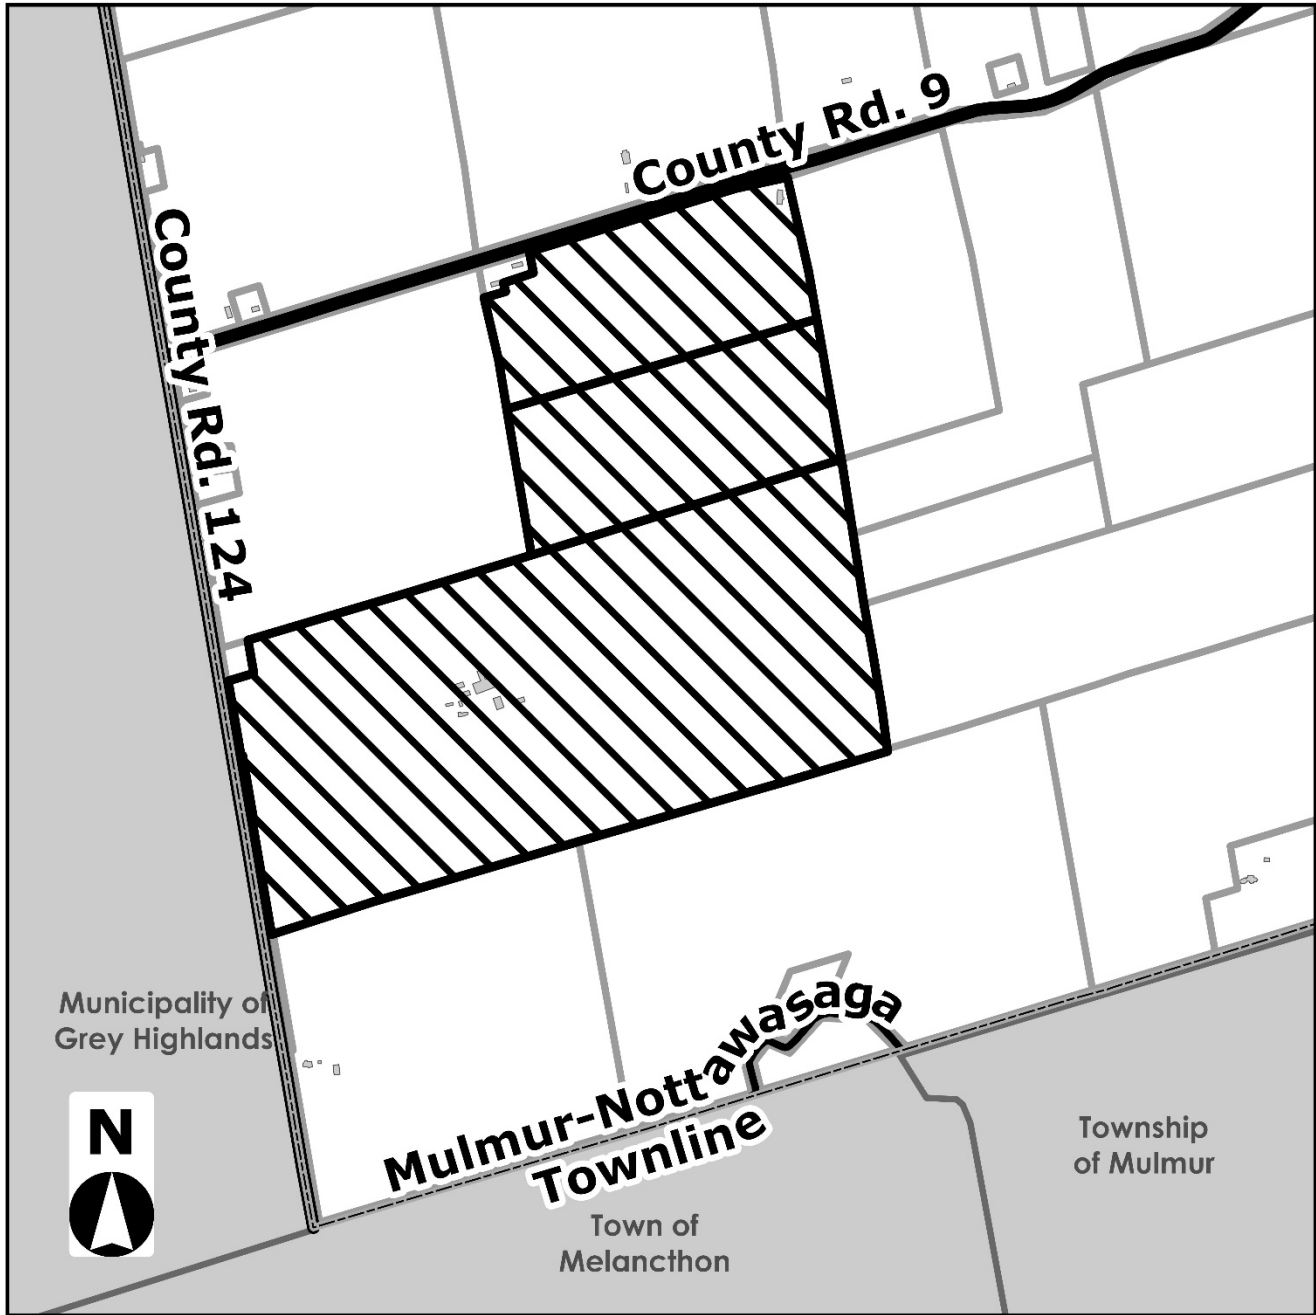 County Rd. 9
County Rd. 124
Municipality of
Grey Highlands
N
Mulmur-Nottawasaga
Townline
Township
of Mulmur
Town of
Melancthon